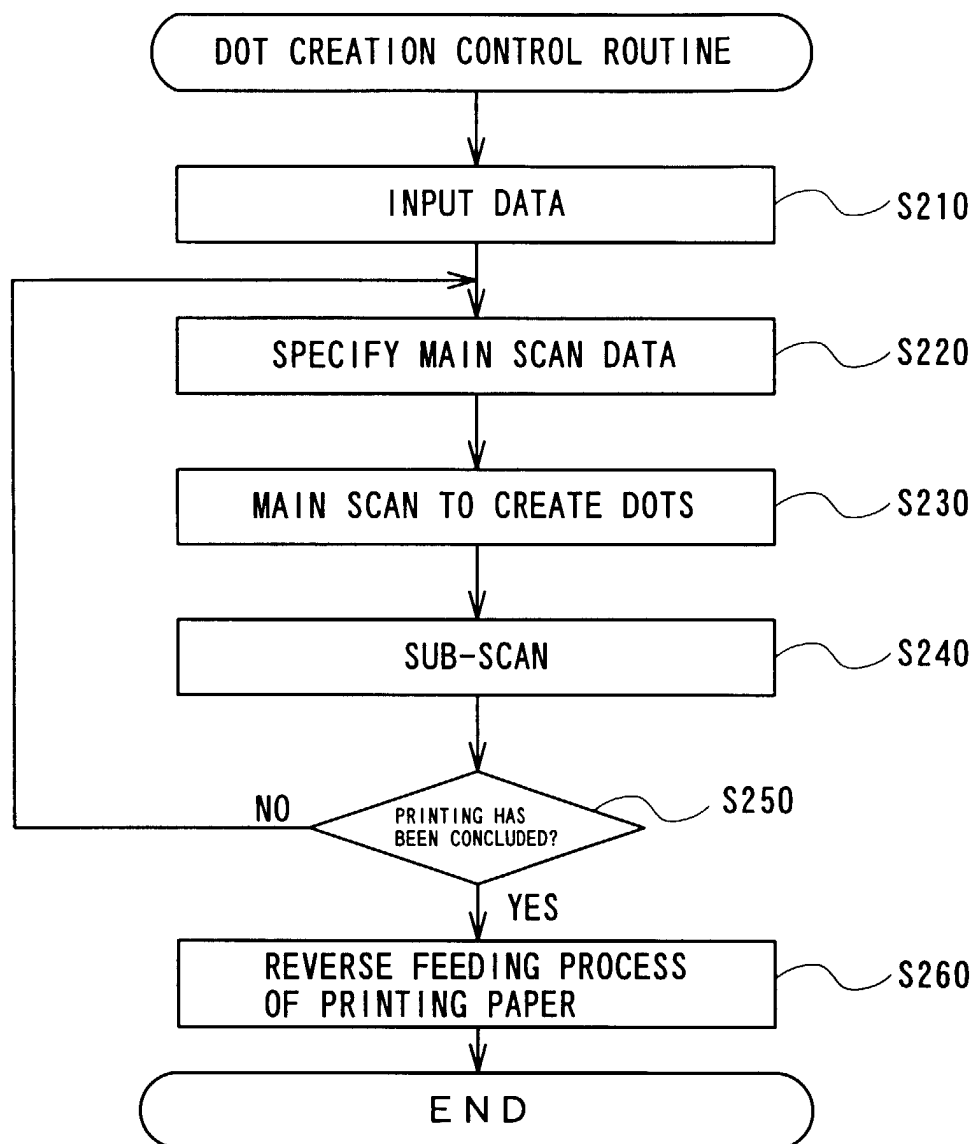 DOT CREATION CONTROL ROUTINE
INPUT DATA
S210
SPECIFY MAIN SCAN DATA
S220
MAIN SCAN TO CREATE DOTS
S230
SUB-SCAN
S240
NO
PRINTING HAS
BEEN CONCLUDED?
S250
YES
REVERSE FEEDING PROCESS
OF PRINTING PAPER
S260
END